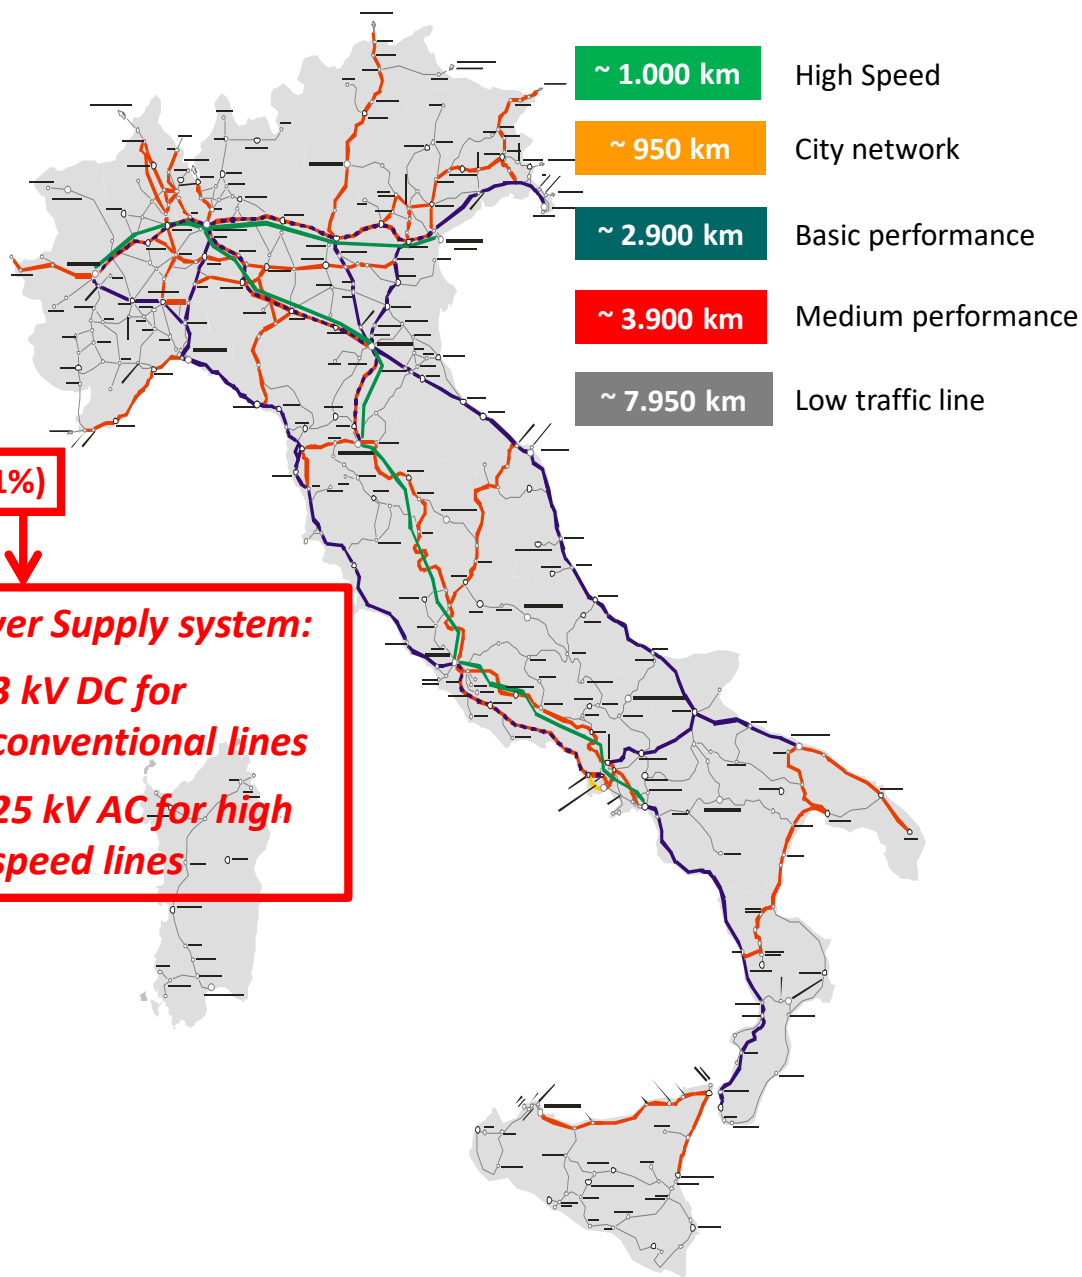 ~ 1.000 km High Speed
~ 950 km City network
~ 2.900 km Basic performance
~ 3.900 km Medium performance
~ 7.950 km Low traffic line
1%)
ver Supply system:
3 kV DC for
conventional lines
25 kV AC for high
speed lines